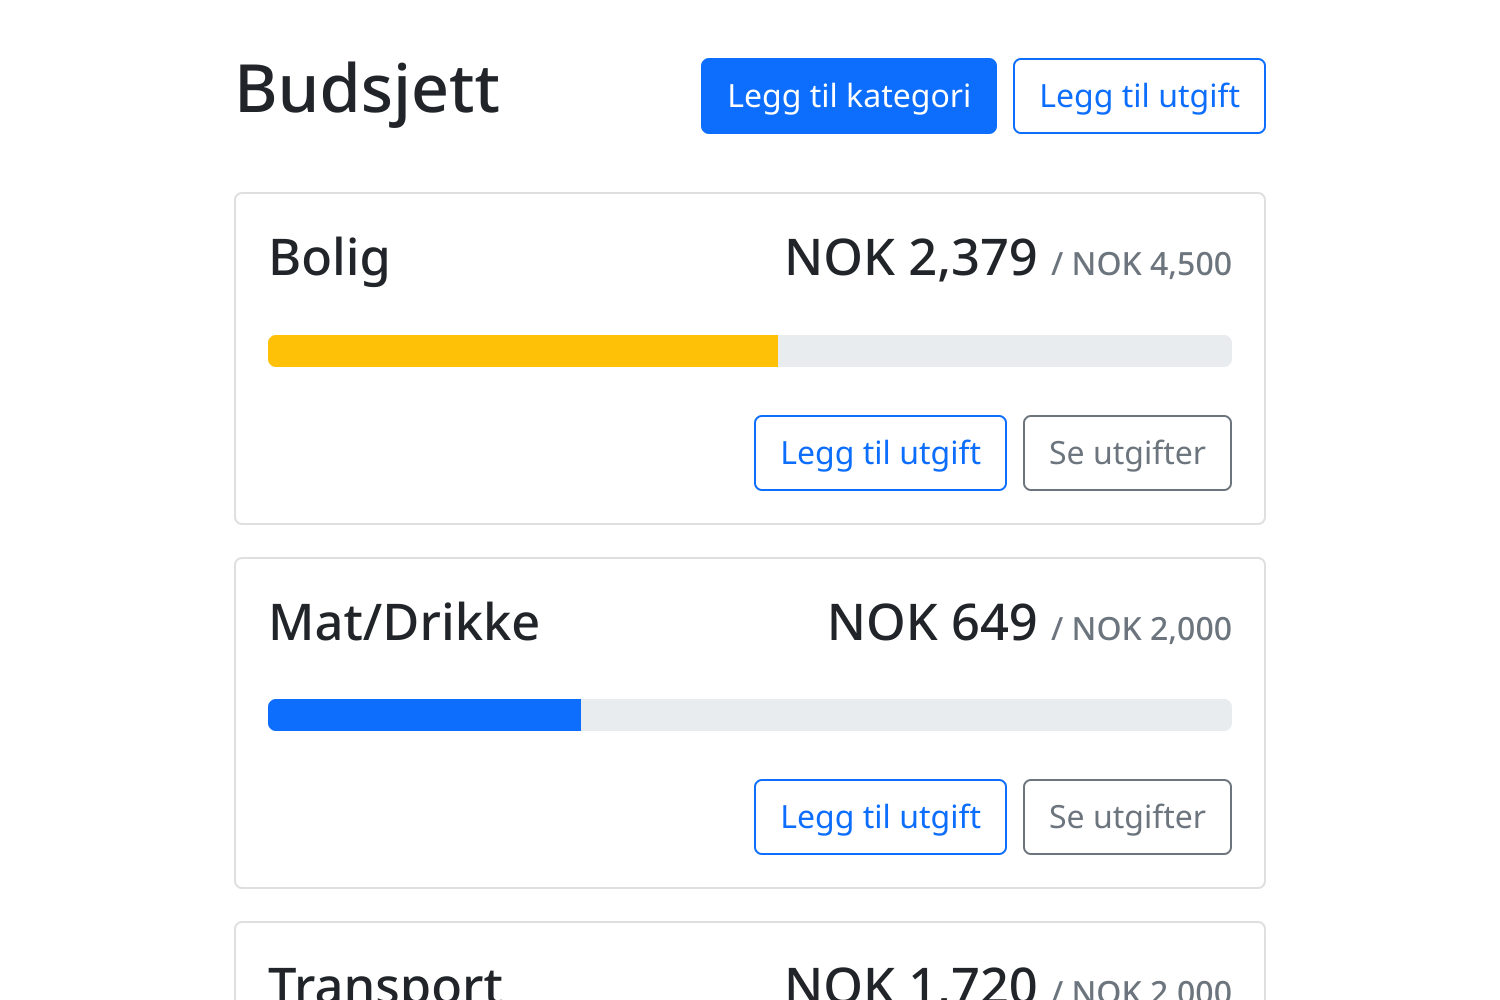 Budsjett
Legg til kategori
Legg til utgift
Bolig
NOK 2,379 / NOK 4,500
Legg til utgift
Se utgifter
Mat/Drikke
NOK 649 / NOK 2,000
Legg til utgift
Se utgifter
Transport
NOK 1,720 / NOK 2,000